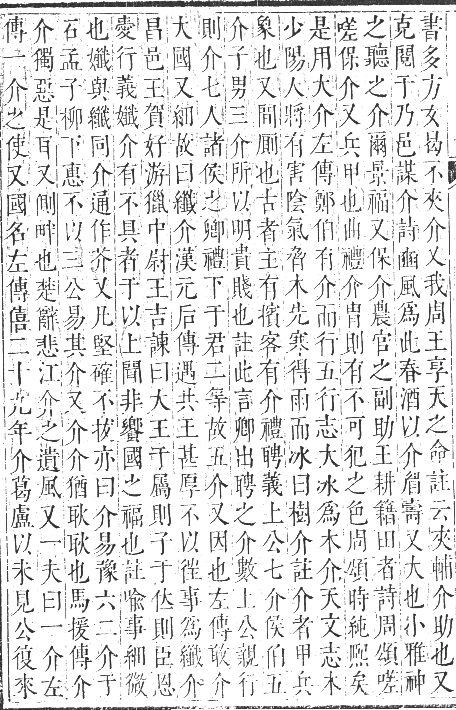 書多方女曷不夾介乂我周王享天之命註云夾輔介助也又
克閱于乃邑謀介詩豳風爲此春酒以介眉壽又大也小雅神
之聽之介爾景福又保介農官之副助王耕籍田者詩周頌嗟
嗟保介又兵甲也曲禮介冑則有不可犯之色周頌時純熙矣
是用大介左傳鄭伯有介而行五行志大冰爲木介天文志木
少陽人將有害陰氣脅木先寒得雨而冰曰樹介註介者甲兵
象也又間厠也古者主有擯客有介禮聘義上公七介侯伯五
介子男三介所以明貴賤也註此言卿出聘之介數上公親行
則介七人諸侯之卿禮下于君二等故五介又因也左傳敢介
大國又細故曰纖介漢元后傳遇共王甚厚不以徃事爲纖介
昌邑王賀好游獵中尉王吉諫曰大王于屬則子于位則臣恩
愛行義孅介有不具者于以上聞非饗國之福也註喻事細微
也孅與纖同介通作芥又凡堅確不拔亦曰介易豫六二介于
石孟子柳下惠不以三公易其介又介介猶耿耿也馬援傳介
介獨惡是耳又側畔也楚辭悲江介之遺風又一夫曰一介左
傳一介之使又國名左傳僖二十九年介葛盧以未見公復來